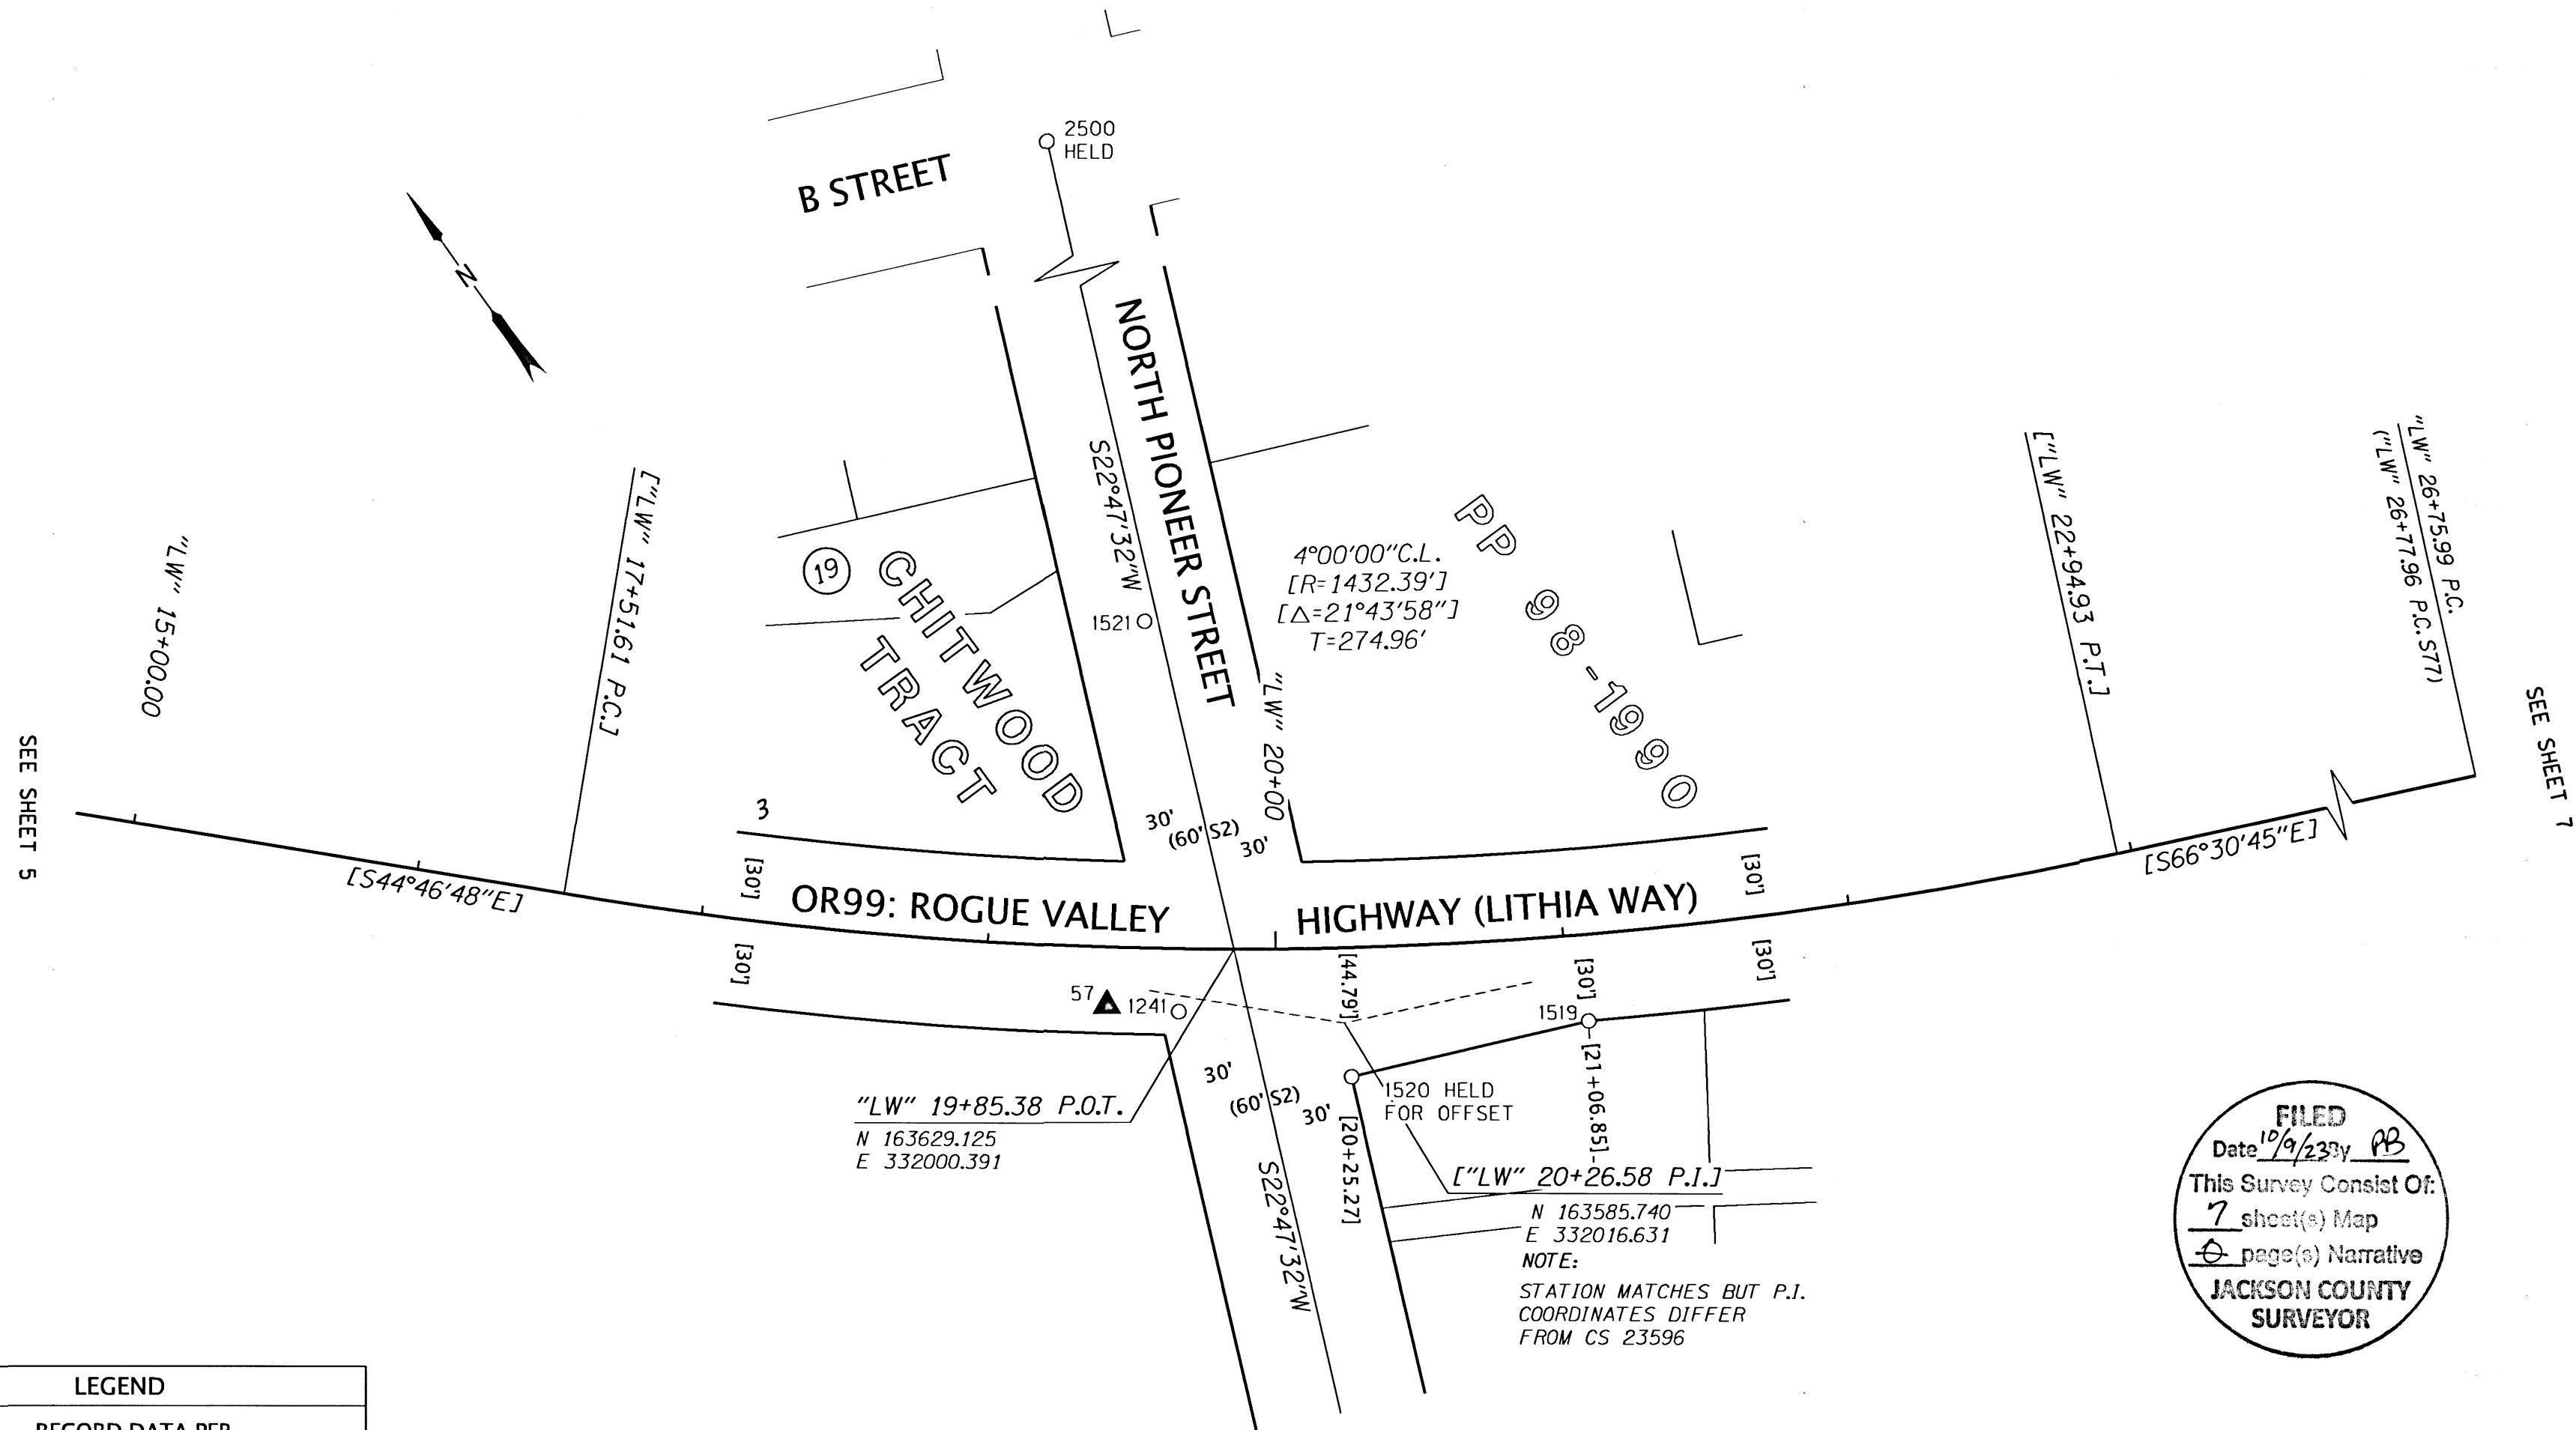 2500
HELD
B STREET
N
NORTH PIONEER STREET
S22°47'32"W
"LW" 15+00.00
["LW" 17+51.61 P.C.]
19
CHITWOOD
TRACT
1521
4°00'00"C.L.
[R=1432.39']
[Δ=21°43'58"]
T=274.96'
PP 98-1990
["LW" 22+94.93 P.T.]
"LW" 26+75.99 P.C.
("LW" 26+77.96 P.C. S77)
SEE SHEET 5
SEE SHEET 7
"LW" 20+00
3
30'
(60' S2)
30'
[30']
[30']
[S44°46'48"E]
[S66°30'45"E]
OR99: ROGUE VALLEY HIGHWAY (LITHIA WAY)
[30']
[44.79']
[30']
[30']
57
1241
1519
30'
(60' S2)
30'
[20+25.27]
[21+06.85]
1520 HELD
FOR OFFSET
"LW" 19+85.38 P.O.T.
N 163629.125
E 332000.391
["LW" 20+26.58 P.I.]
N 163585.740
E 332016.631
NOTE:
STATION MATCHES BUT P.I.
COORDINATES DIFFER
FROM CS 23596
S22°47'32"W
FILED
Date 10/9/23 By PB
This Survey Consist Of:
7 sheet(s) Map
0 page(s) Narrative
JACKSON COUNTY
SURVEYOR
LEGEND
RECORD DATA PER